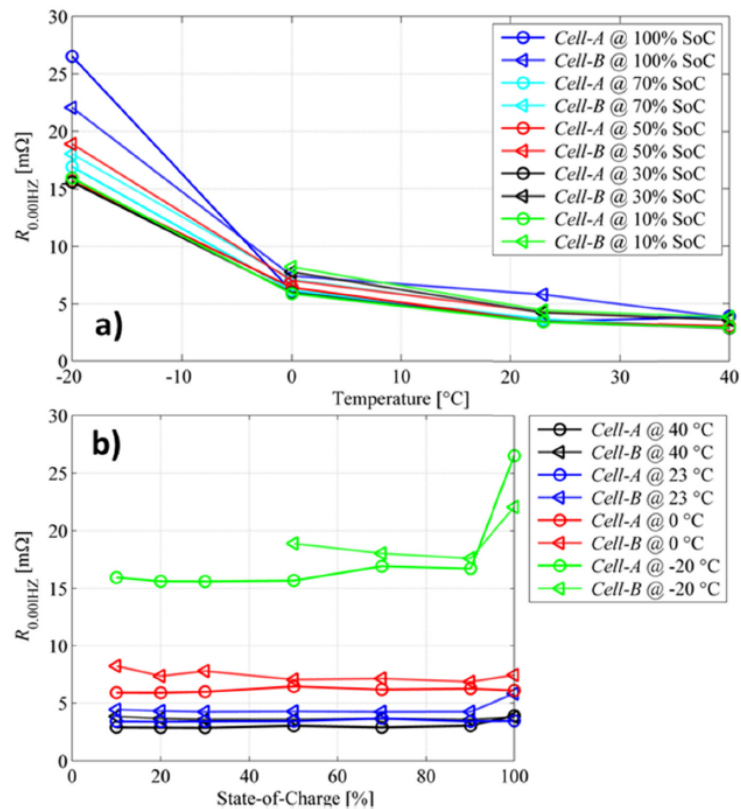 30
25
20
15
10
5
0
R0.001HZ [mΩ]
Cell-A @ 100% SoC
Cell-B @ 100% SoC
Cell-A @ 70% SoC
Cell-B @ 70% SoC
Cell-A @ 50% SoC
Cell-B @ 50% SoC
Cell-A @ 30% SoC
Cell-B @ 30% SoC
Cell-A @ 10% SoC
Cell-B @ 10% SoC
a)
-20 -10 0 10 20 30 40
Temperature [°C]
30
25
20
15
10
5
0
R0.001HZ [mΩ]
b)
Cell-A @ 40 °C
Cell-B @ 40 °C
Cell-A @ 23 °C
Cell-B @ 23 °C
Cell-A @ 0 °C
Cell-B @ 0 °C
Cell-A @ -20 °C
Cell-B @ -20 °C
0 20 40 60 80 100
State-of-Charge [%]